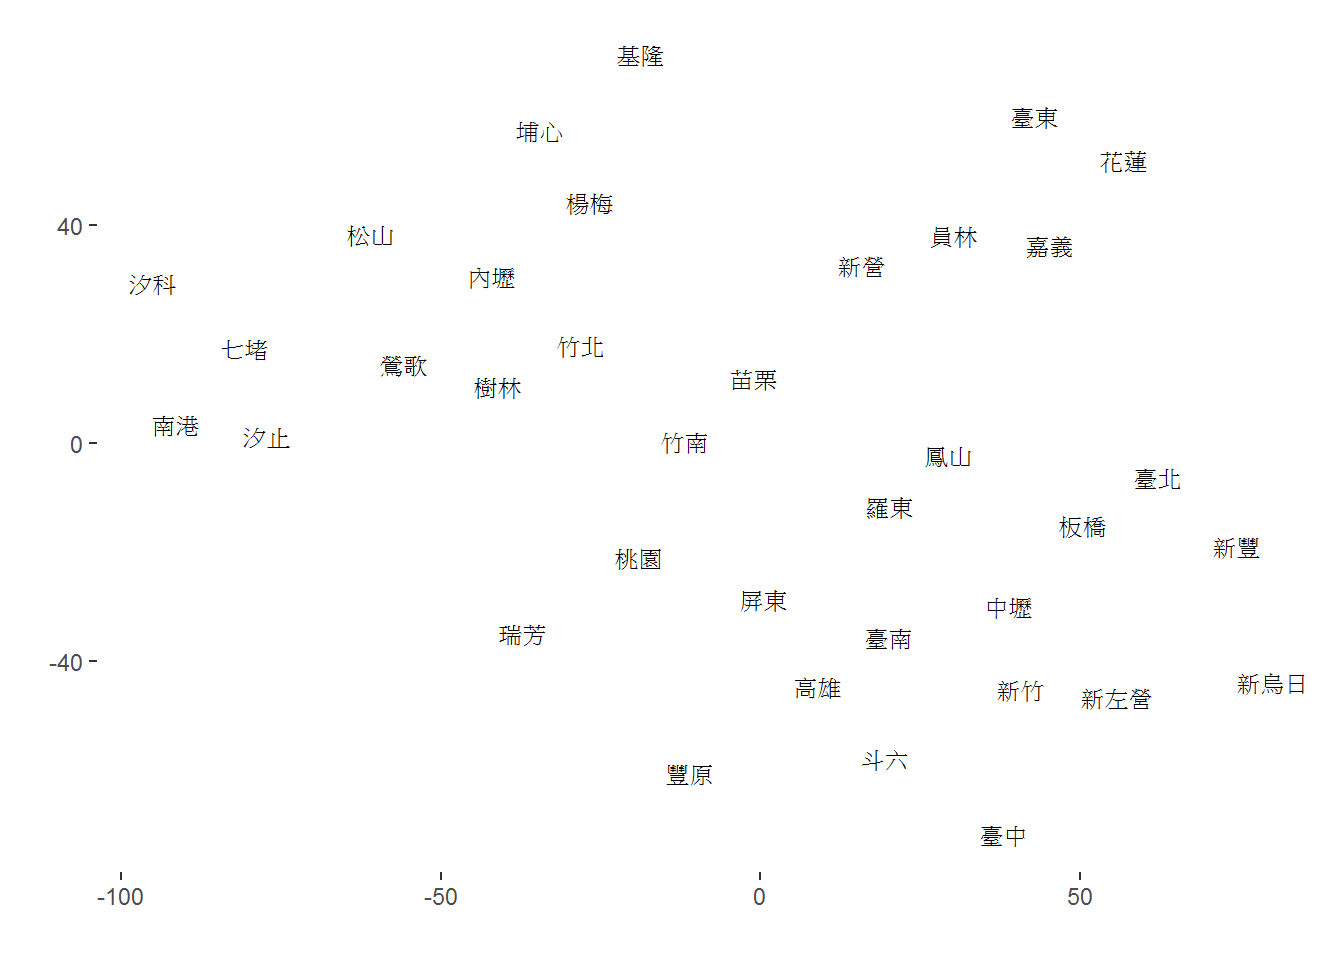 基隆
臺東
埔心
花蓮
楊梅
40
松山
員林
嘉義
新營
內壢
汐科
竹北
七堵
鶯歌
苗栗
樹林
南港
汐止
0
竹南
鳳山
臺北
羅東
板橋
新豐
桃園
屏東
中壢
瑞芳
臺南
-40
新烏日
高雄
新竹
新左營
斗六
豐原
臺中
-100
-50
0
50